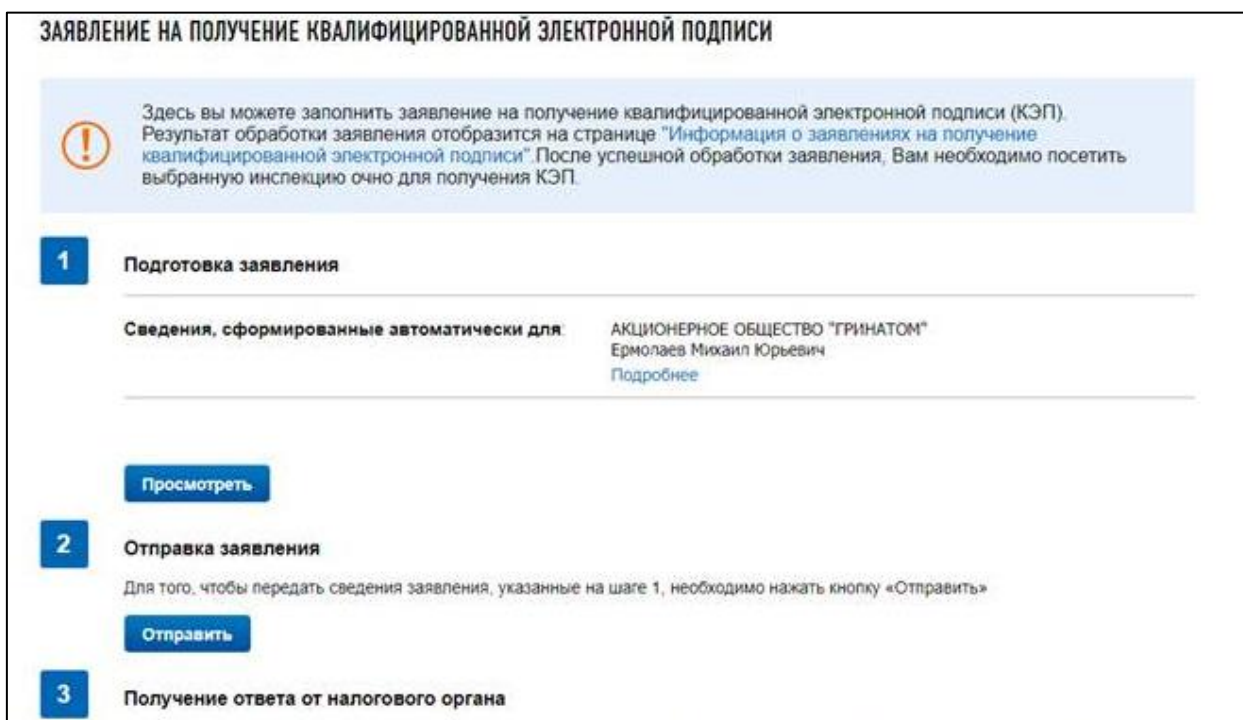 ЗАЯВЛЕНИЕ НА ПОЛУЧЕНИЕ КВАЛИФИЦИРОВАННОЙ ЭЛЕКТРОННОЙ ПОДПИСИ
Здесь вы можете заполнить заявление на получение квалифицированной электронной подписи (КЭП).
Результат обработки заявления отобразится на странице "Информация о заявлениях на получение
квалифицированной электронной подписи".После успешной обработки заявления, Вам необходимо посетить
выбранную инспекцию очно для получения КЭП.
1
Подготовка заявления
Сведения, сформированные автоматически для: АКЦИОНЕРНОЕ ОБЩЕСТВО "ГРИНАТОМ"
Ермолаев Михаил Юрьевич
Подробнее
Просмотреть
2
Отправка заявления
Для того, чтобы передать сведения заявления, указанные на шаге 1, необходимо нажать кнопку «Отправить»
Отправить
3
Получение ответа от налогового органа